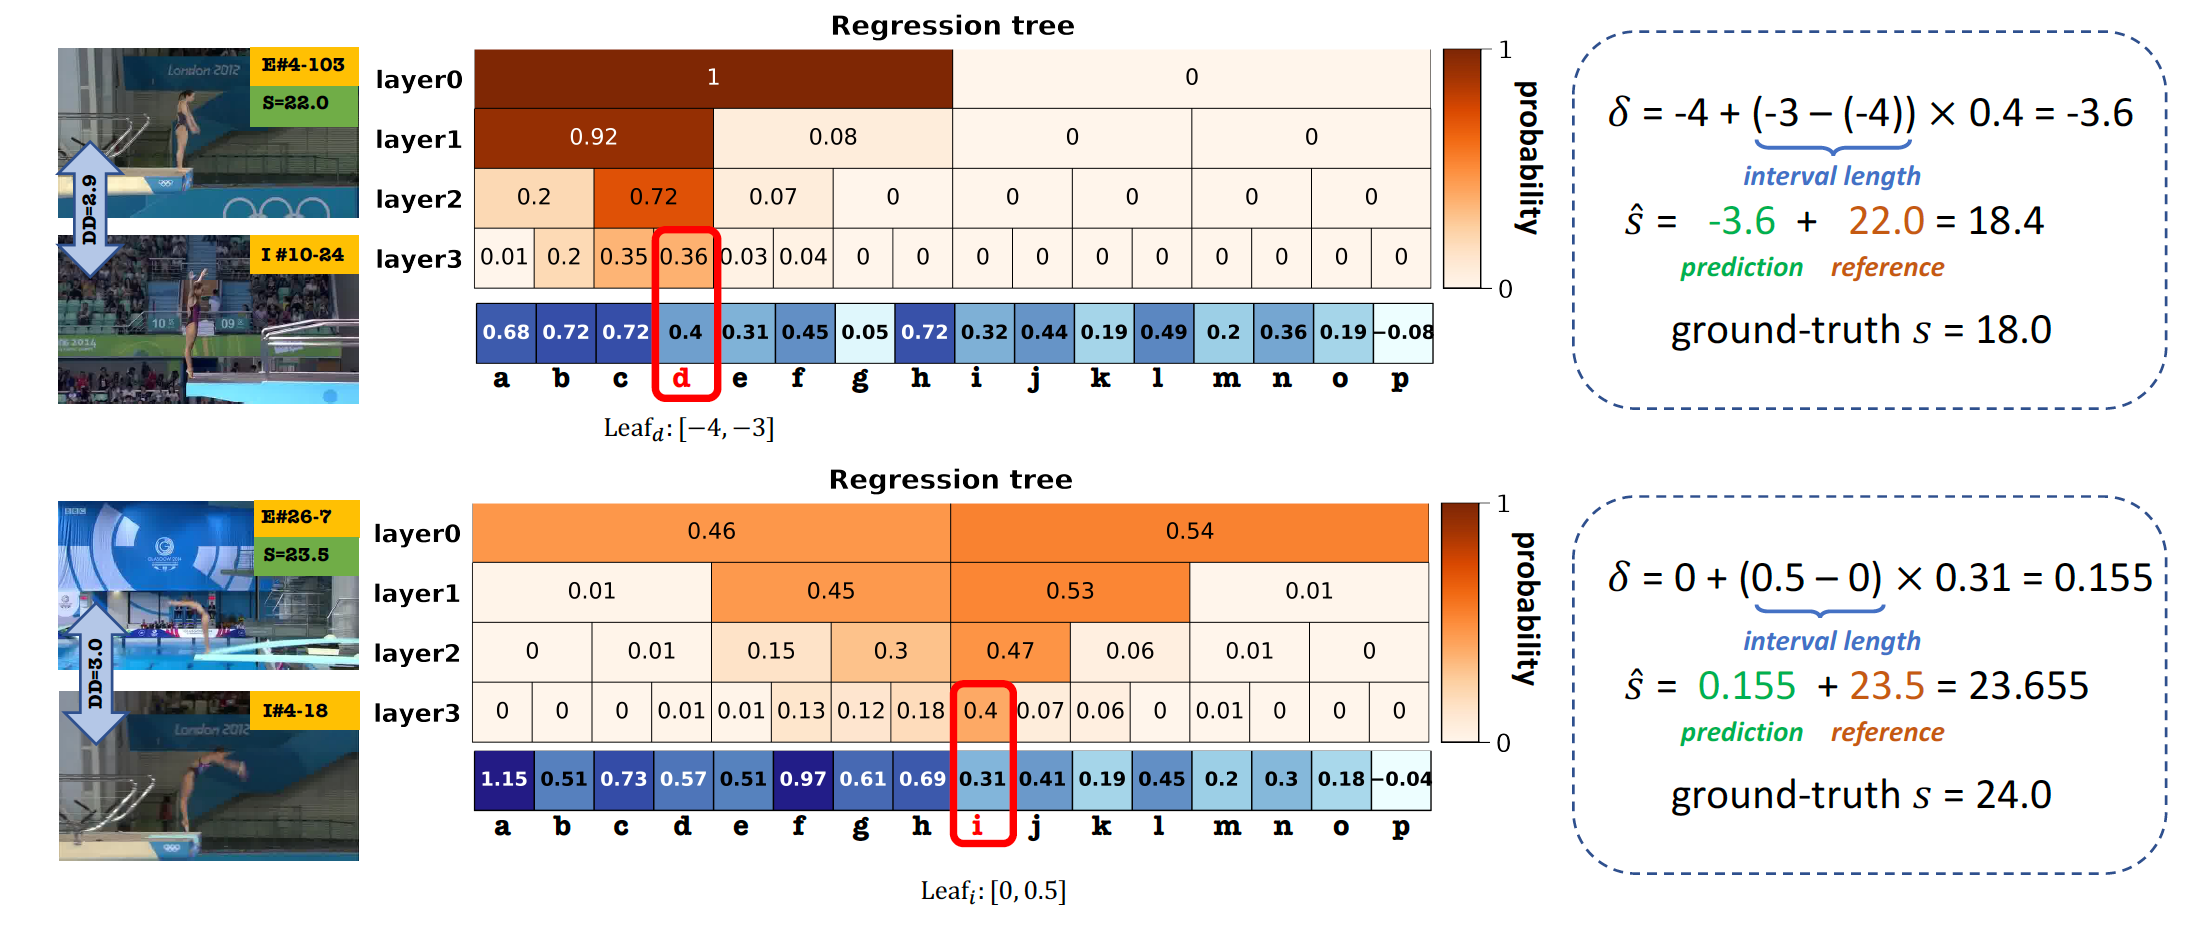 Regression tree
London 2012
E#4-103
S=22.0
DD=2.9
I #10-24
10
09
2014
layer0 1 0
layer1 0.92 0.08 0 0
layer2 0.2 0.72 0.07 0 0 0 0 0
layer3 0.01 0.2 0.35 0.36 0.03 0.04 0 0 0 0 0 0 0 0 0 0
0.68 0.72 0.72 0.4 0.31 0.45 0.05 0.72 0.32 0.44 0.19 0.49 0.2 0.36 0.19 −0.08
a b c d e f g h i j k l m n o p
Leaf_d: [−4, −3]
1
probability
0
δ = -4 + (-3 – (-4)) × 0.4 = -3.6
interval length
ŝ = -3.6 + 22.0 = 18.4
prediction reference
ground-truth s = 18.0
Regression tree
BBC
GLASGOW 2014
E#26-7
S=23.5
DD=3.0
I#4-18
London 2012
layer0 0.46 0.54
layer1 0.01 0.45 0.53 0.01
layer2 0 0.01 0.15 0.3 0.47 0.06 0.01 0
layer3 0 0 0 0.01 0.01 0.13 0.12 0.18 0.4 0.07 0.06 0 0.01 0 0 0
1.15 0.51 0.73 0.57 0.51 0.97 0.61 0.69 0.31 0.41 0.19 0.45 0.2 0.3 0.18 −0.04
a b c d e f g h i j k l m n o p
Leaf_i: [0, 0.5]
1
probability
0
δ = 0 + (0.5 – 0) × 0.31 = 0.155
interval length
ŝ = 0.155 + 23.5 = 23.655
prediction reference
ground-truth s = 24.0